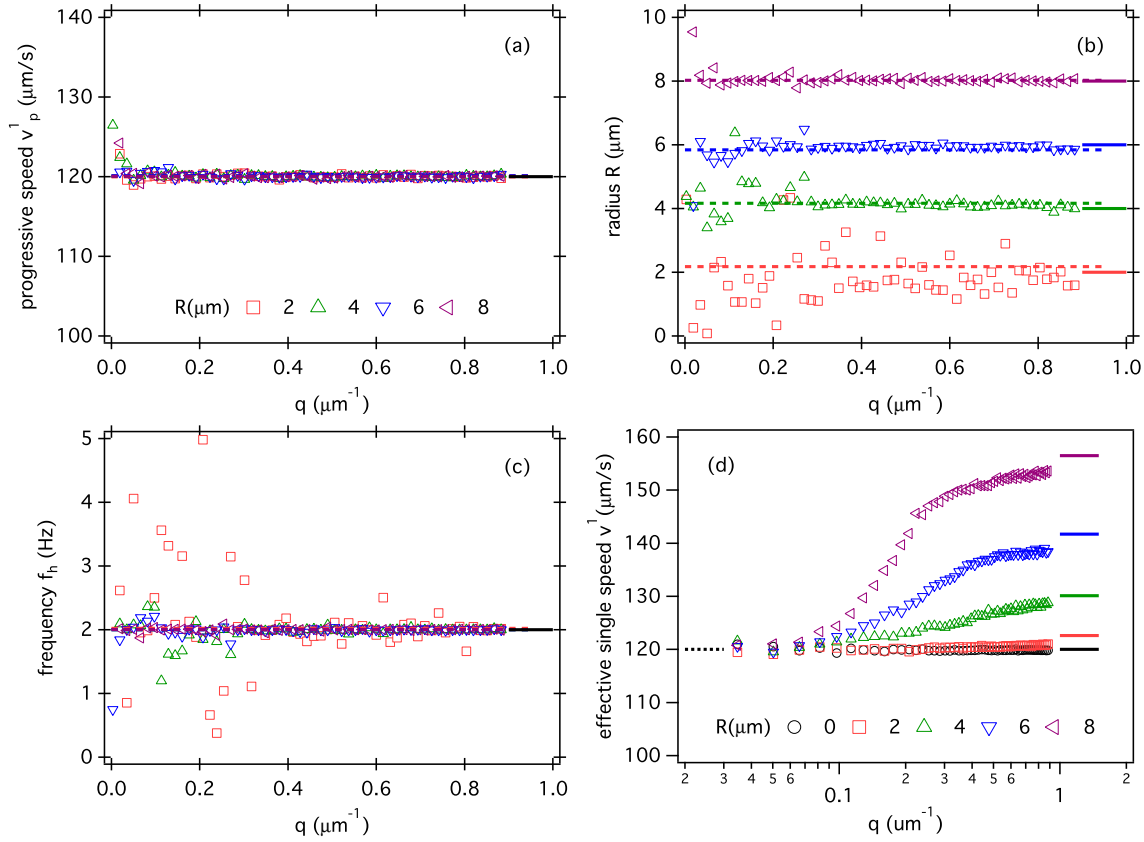 140
130
120
110
100
progressive speed v¹ₚ (μm/s)
(a)
R(μm) 2 4 6 8
0.0 0.2 0.4 0.6 0.8 1.0
q (μm⁻¹)
10
8
6
4
2
0
radius R (μm)
(b)
0.0 0.2 0.4 0.6 0.8 1.0
q (μm⁻¹)
5
4
3
2
1
0
frequency fₕ (Hz)
(c)
0.0 0.2 0.4 0.6 0.8 1.0
q (μm⁻¹)
160
150
140
130
120
110
100
effective single speed v¹(μm/s)
(d)
R(μm) 0 2 4 6 8
2 3 4 5 6 0.1 2 3 4 5 6 1 2
q (um⁻¹)